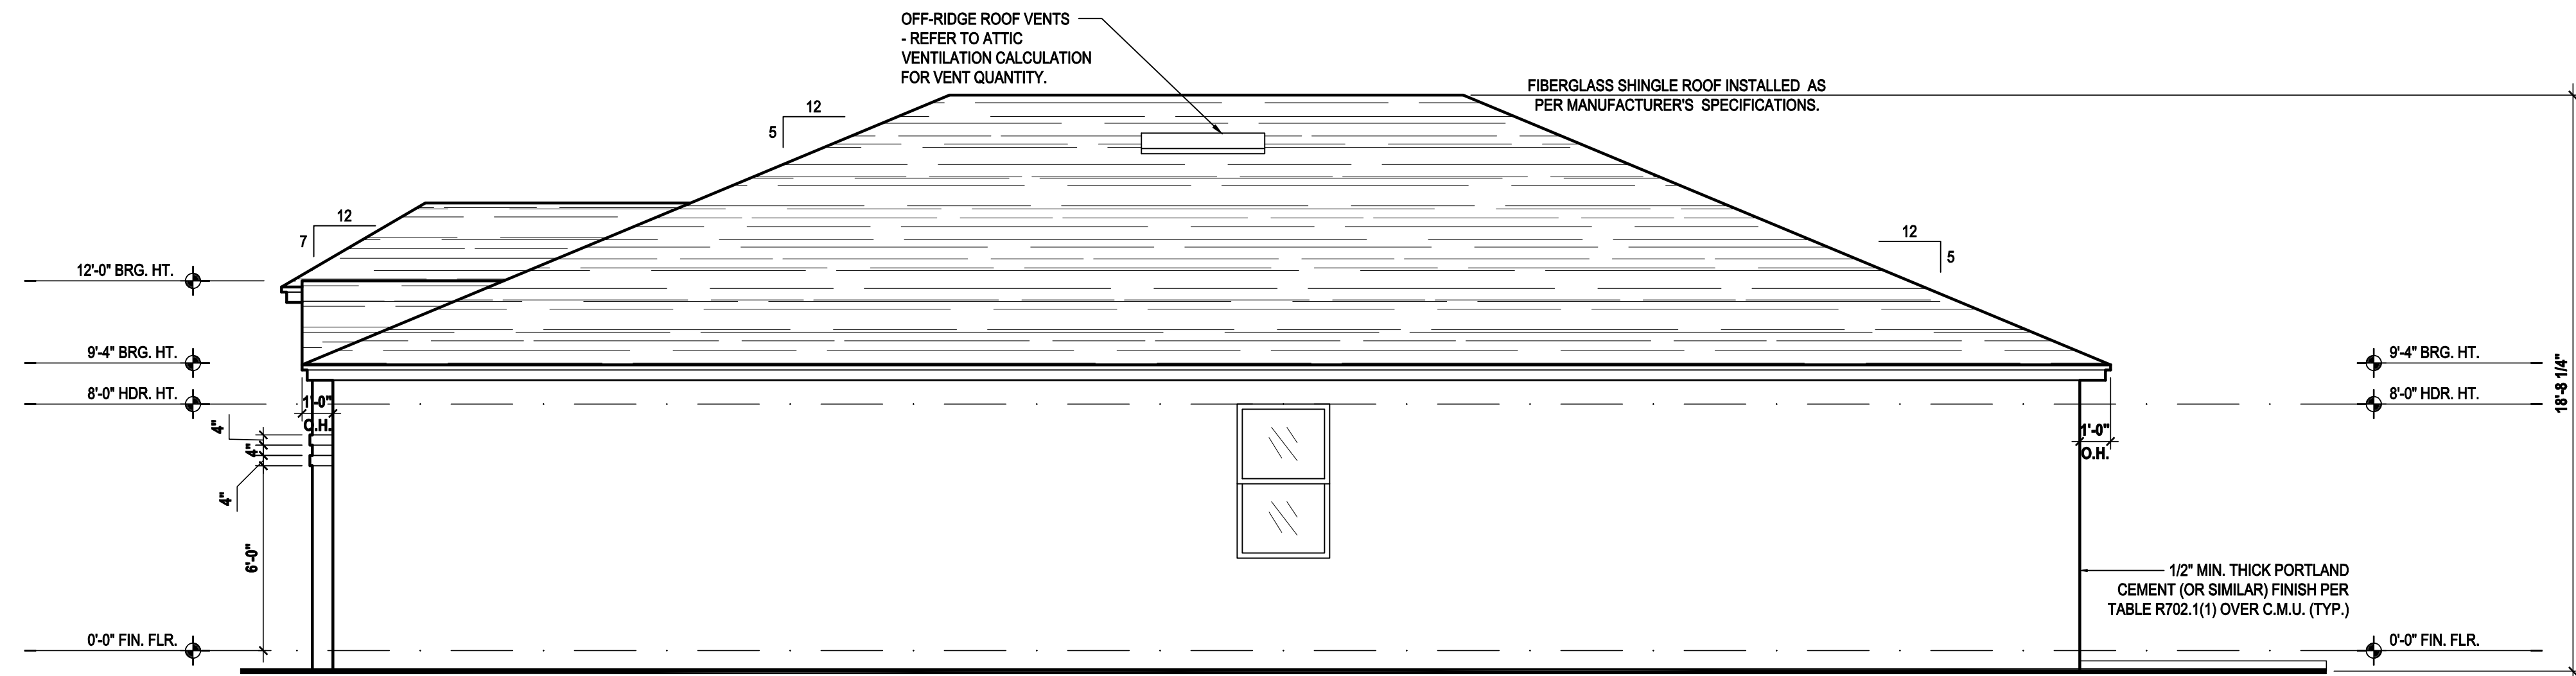 OFF-RIDGE ROOF VENTS
- REFER TO ATTIC
VENTILATION CALCULATION
FOR VENT QUANTITY.
FIBERGLASS SHINGLE ROOF INSTALLED AS
PER MANUFACTURER'S SPECIFICATIONS.
12
5
12
7
12
5
12'-0" BRG. HT.
9'-4" BRG. HT.
9'-4" BRG. HT.
8'-0" HDR. HT.
8'-0" HDR. HT.
18'-8 1/4"
1'-0"
O.H.
1'-0"
O.H.
4"
4"
4"
6'-0"
1/2" MIN. THICK PORTLAND
CEMENT (OR SIMILAR) FINISH PER
TABLE R702.1(1) OVER C.M.U. (TYP.)
0'-0" FIN. FLR.
0'-0" FIN. FLR.